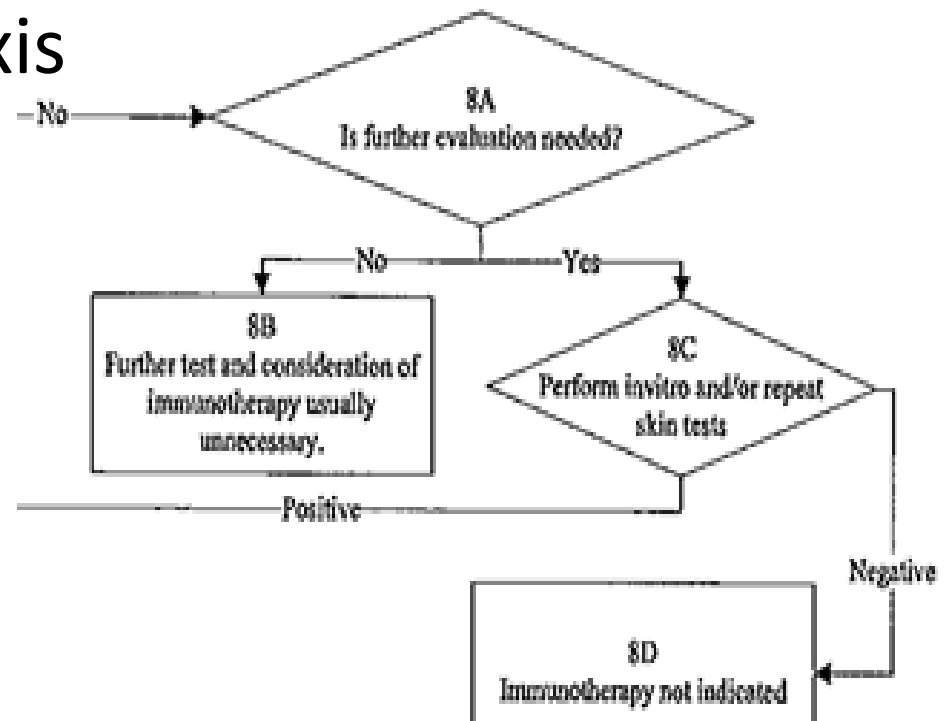 xis
No
8A
Is further evaluation needed?
No
Yes
8B
Further test and consideration of
immunotherapy usually
unnecessary.
8C
Perform invitro and/or repeat
skin tests
Positive
Negative
8D
Immunotherapy not indicated